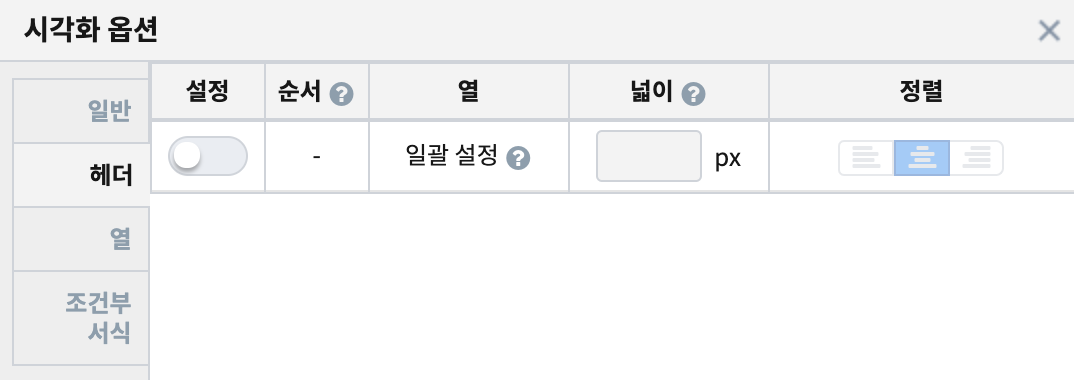 시각화 옵션
일반
헤더
열
조건부
서식
설정 순서 ? 열 넓이 ? 정렬
- 일괄 설정 ? px